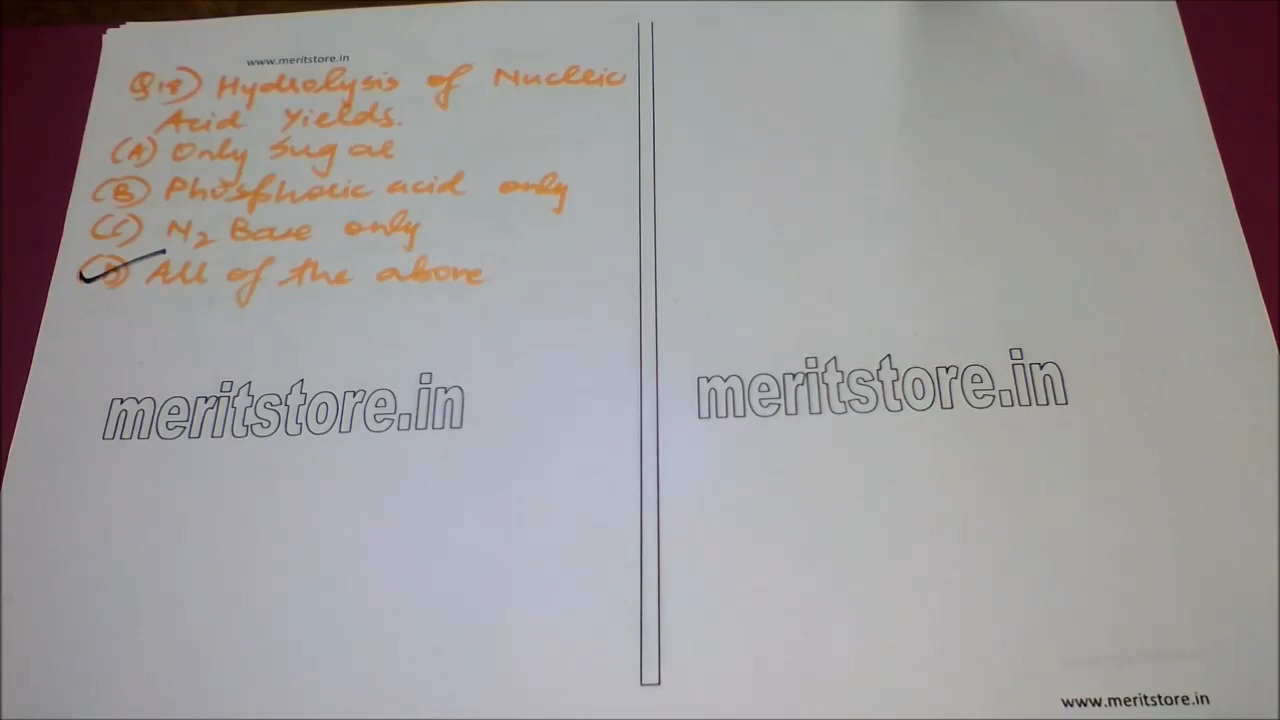 www.meritstore.in
Q18) Hydrolysis of Nucleic
Acid Yields.
(A) Only Sugar
(B) Phosphoric acid only
(C) N2 Base only
(D) All of the above
meritstore.in
meritstore.in
www.meritstore.in